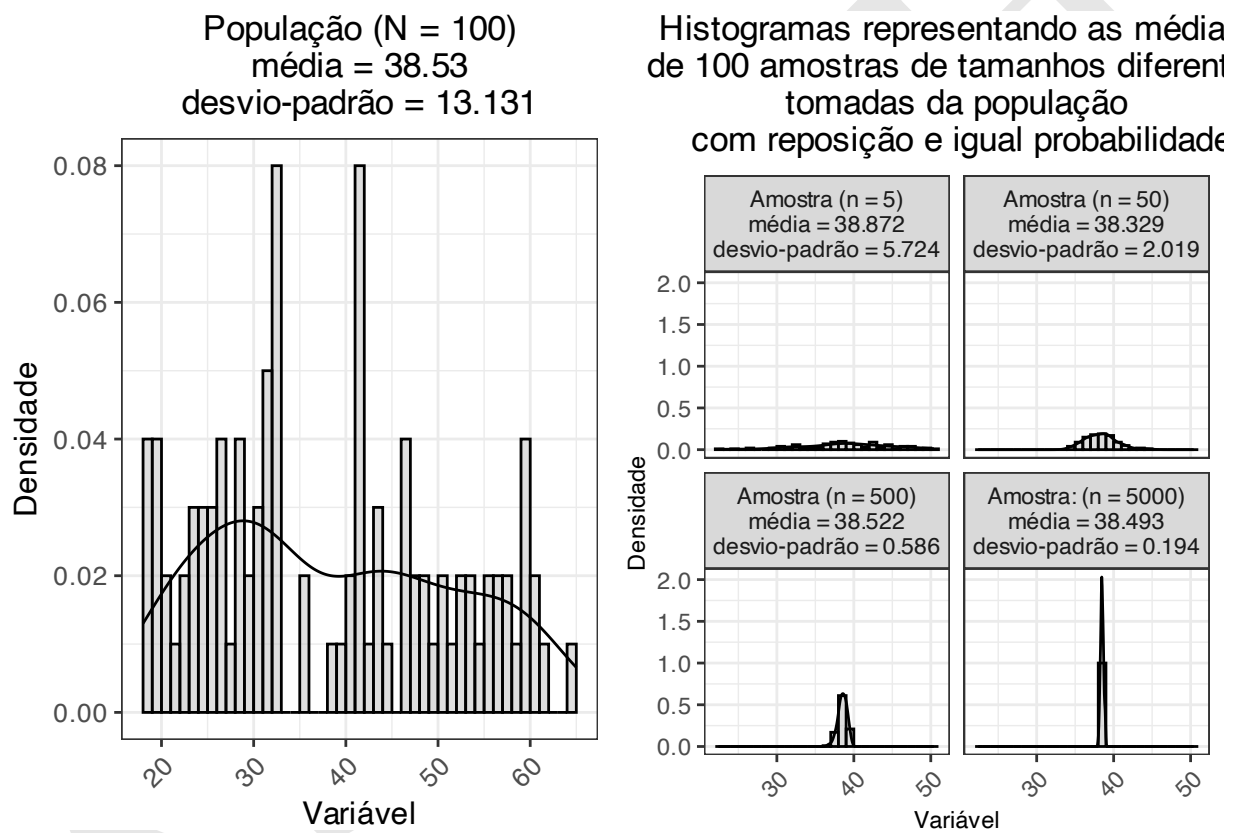 População (N = 100)
média = 38.53
desvio-padrão = 13.131
Densidade
0.08
0.06
0.04
0.02
0.00
20
30
40
50
60
Variável
Histogramas representando as média
de 100 amostras de tamanhos diferent
tomadas da população
com reposição e igual probabilidade
Amostra (n = 5)
média = 38.872
desvio-padrão = 5.724
Amostra (n = 50)
média = 38.329
desvio-padrão = 2.019
2.0
1.5
1.0
0.5
0.0
Densidade
Amostra (n = 500)
média = 38.522
desvio-padrão = 0.586
Amostra: (n = 5000)
média = 38.493
desvio-padrão = 0.194
2.0
1.5
1.0
0.5
0.0
30
40
50
30
40
50
Variável